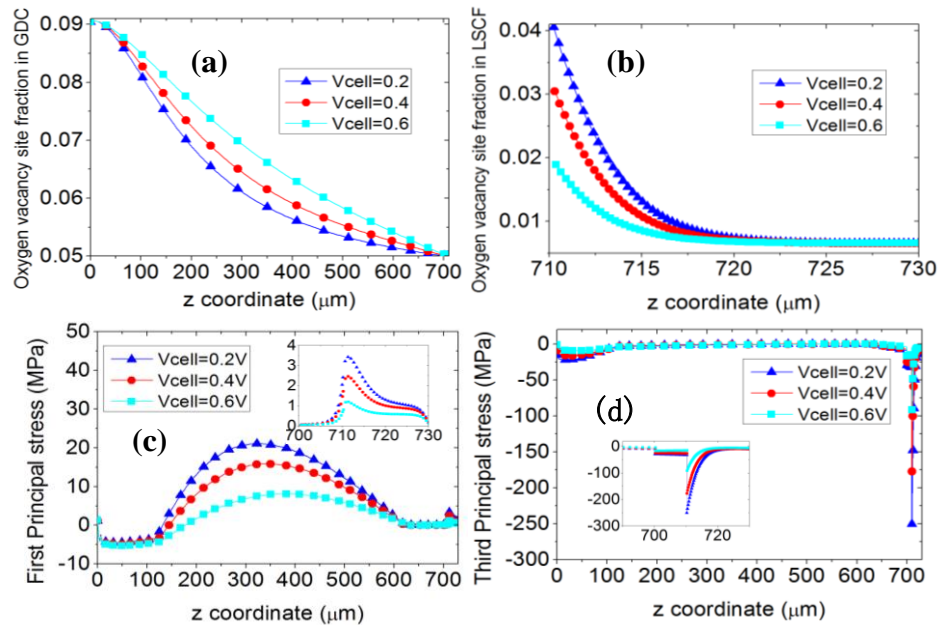 (a)
Oxygen vacancy site fraction in GDC
0.09
0.08
0.07
0.06
0.05
Vcell=0.2
Vcell=0.4
Vcell=0.6
0 100 200 300 400 500 600 700
z coordinate (μm)
(b)
Oxygen vacancy site fraction in LSCF
0.04
0.03
0.02
0.01
Vcell=0.2
Vcell=0.4
Vcell=0.6
710 715 720 725 730
z coordinate (μm)
(c)
First Principal stress (MPa)
50
40
30
20
10
0
-10
Vcell=0.2V
Vcell=0.4V
Vcell=0.6V
4
3
2
1
0
700 710 720 730
0 100 200 300 400 500 600 700
z coordinate (μm)
(d)
Third Principal stress (MPa)
0
-50
-100
-150
-200
-250
-300
Vcell=0.2V
Vcell=0.4V
Vcell=0.6V
0
-100
-200
-300
700 720
0 100 200 300 400 500 600 700
z coordinate (μm)